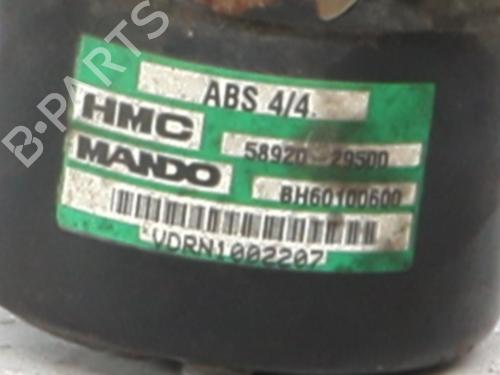 ABS 4/4
HMC
58920-29500
MANDO
BH60100600
VDRN1002207
B-PARTS